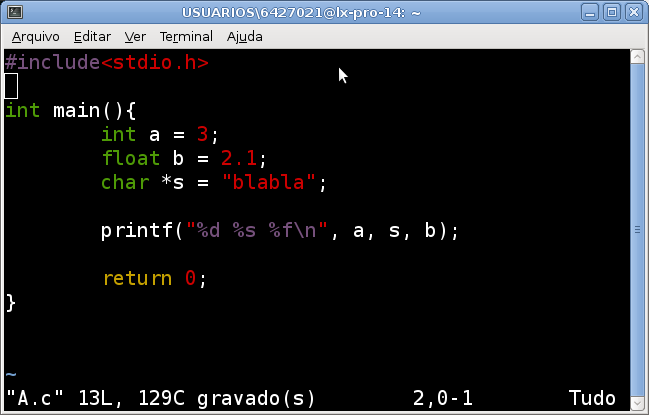 USUARIOS\6427021@lx-pro-14: ~
Arquivo Editar Ver Terminal Ajuda
#include<stdio.h>
int main(){
int a = 3;
float b = 2.1;
char *s = "blabla";
printf("%d %s %f\n", a, s, b);
return 0;
}
~
"A.c" 13L, 129C gravado(s) 2,0-1 Tudo